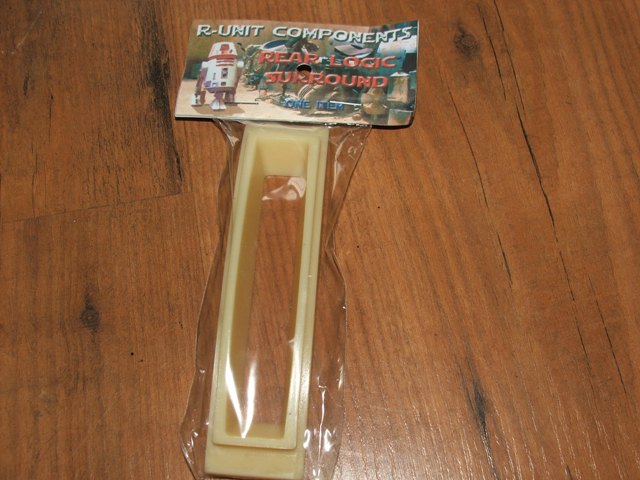 R-UNIT COMPONENTS
REAR LOGIC
SURROUND
ONE ITEM